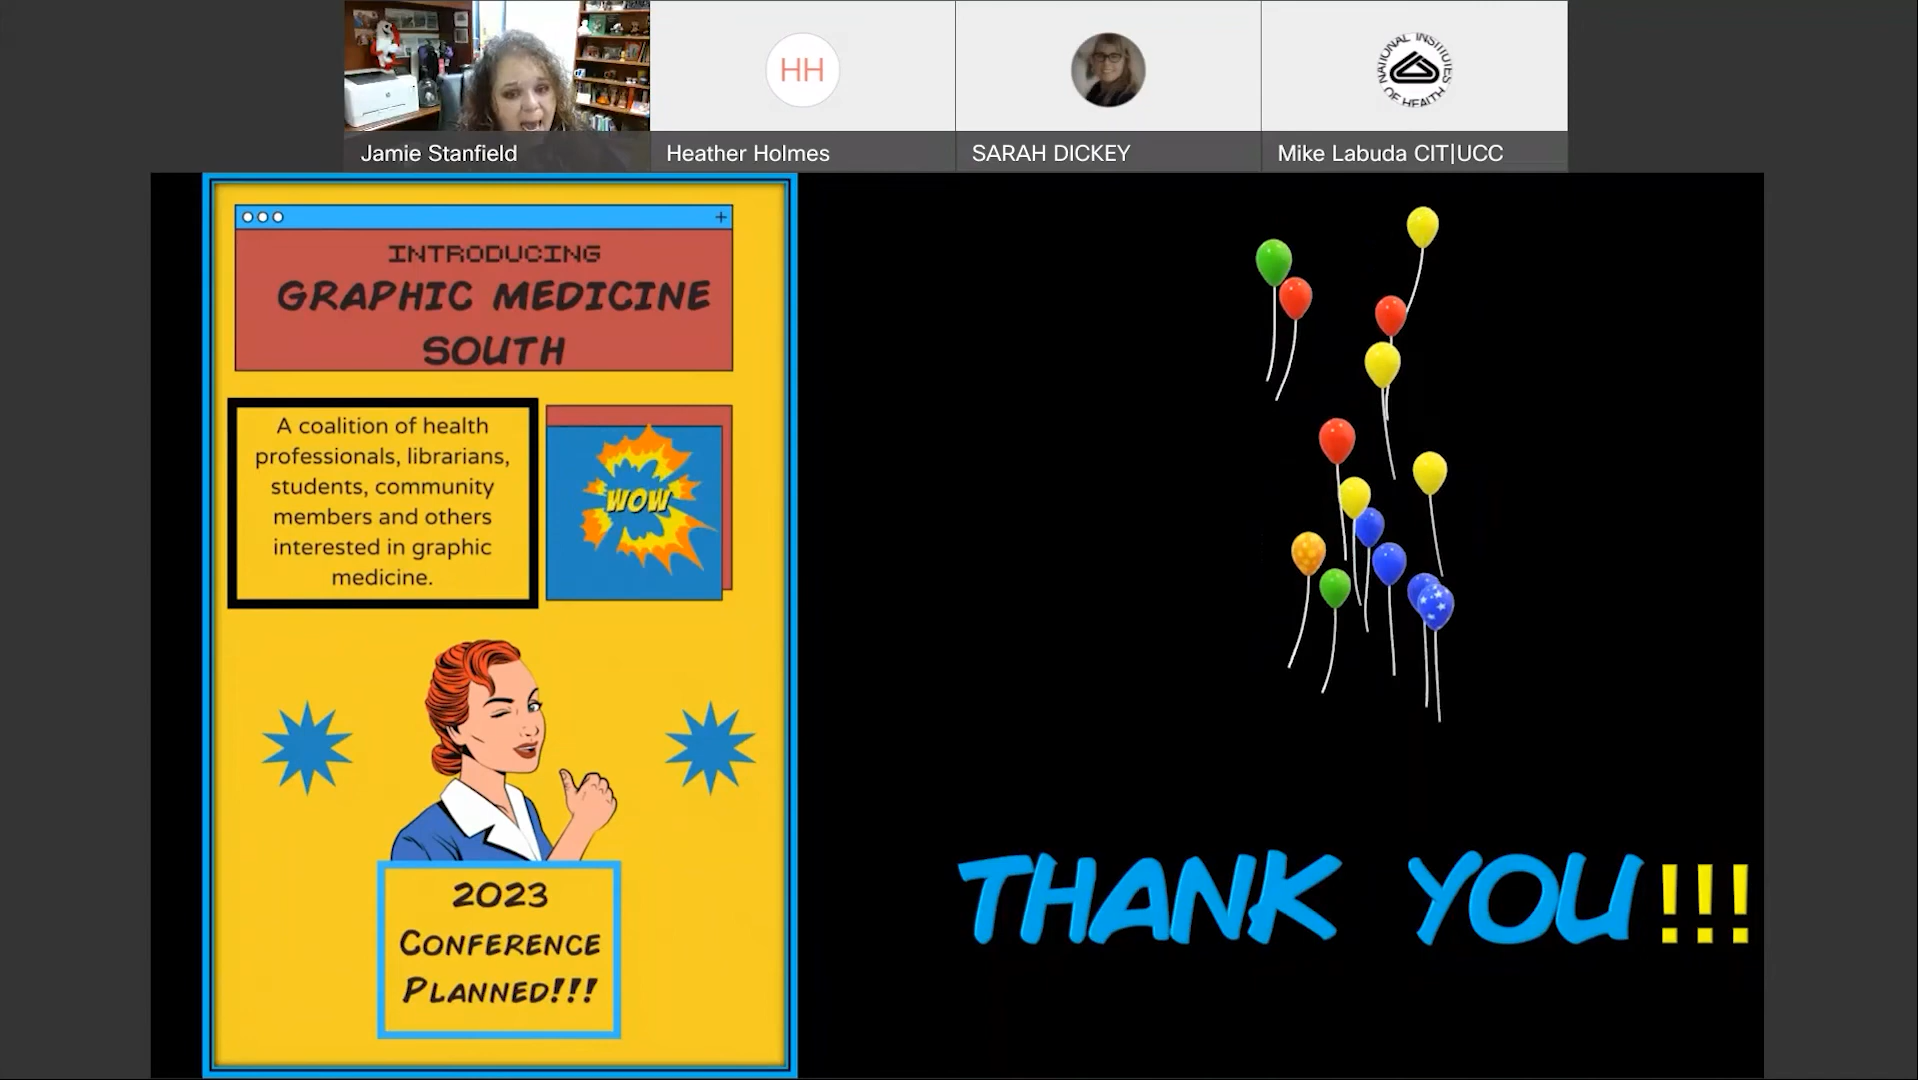 HH
NATIONAL INSTITUTES
OF HEALTH
Jamie Stanfield
Heather Holmes
SARAH DICKEY
Mike Labuda CIT|UCC
INTRODUCING
GRAPHIC MEDICINE
SOUTH
A coalition of health
professionals, librarians,
students, community
members and others
interested in graphic
medicine.
WOW
2023
CONFERENCE
PLANNED!!!
THANK YOU!!!